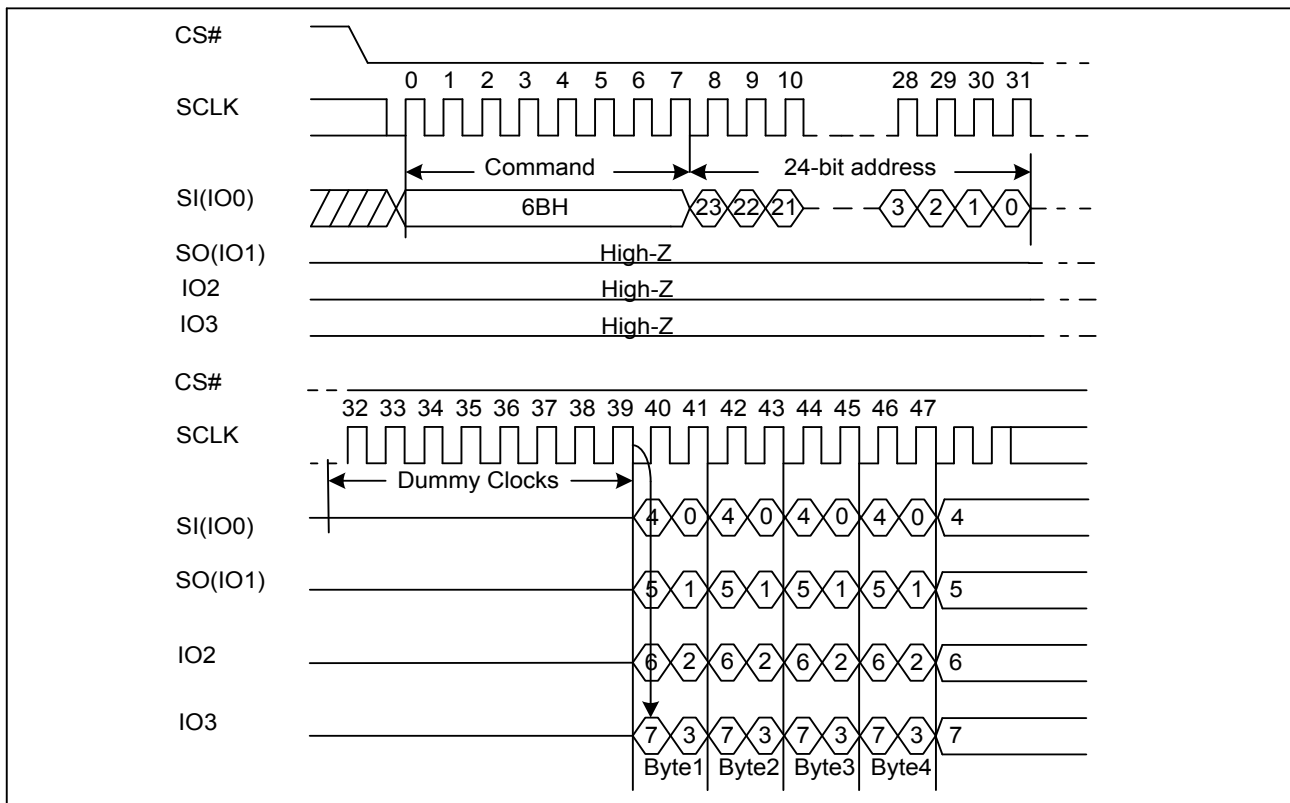 CS#
0 1 2 3 4 5 6 7 8 9 10 28 29 30 31
SCLK
Command 24-bit address
SI(IO0) 6BH 23 22 21 3 2 1 0
SO(IO1) High-Z
IO2 High-Z
IO3 High-Z
CS#
32 33 34 35 36 37 38 39 40 41 42 43 44 45 46 47
SCLK
Dummy Clocks
SI(IO0) 4 0 4 0 4 0 4 0 4
SO(IO1) 5 1 5 1 5 1 5 1 5
IO2 6 2 6 2 6 2 6 2 6
IO3 7 3 7 3 7 3 7 3 7
Byte1 Byte2 Byte3 Byte4